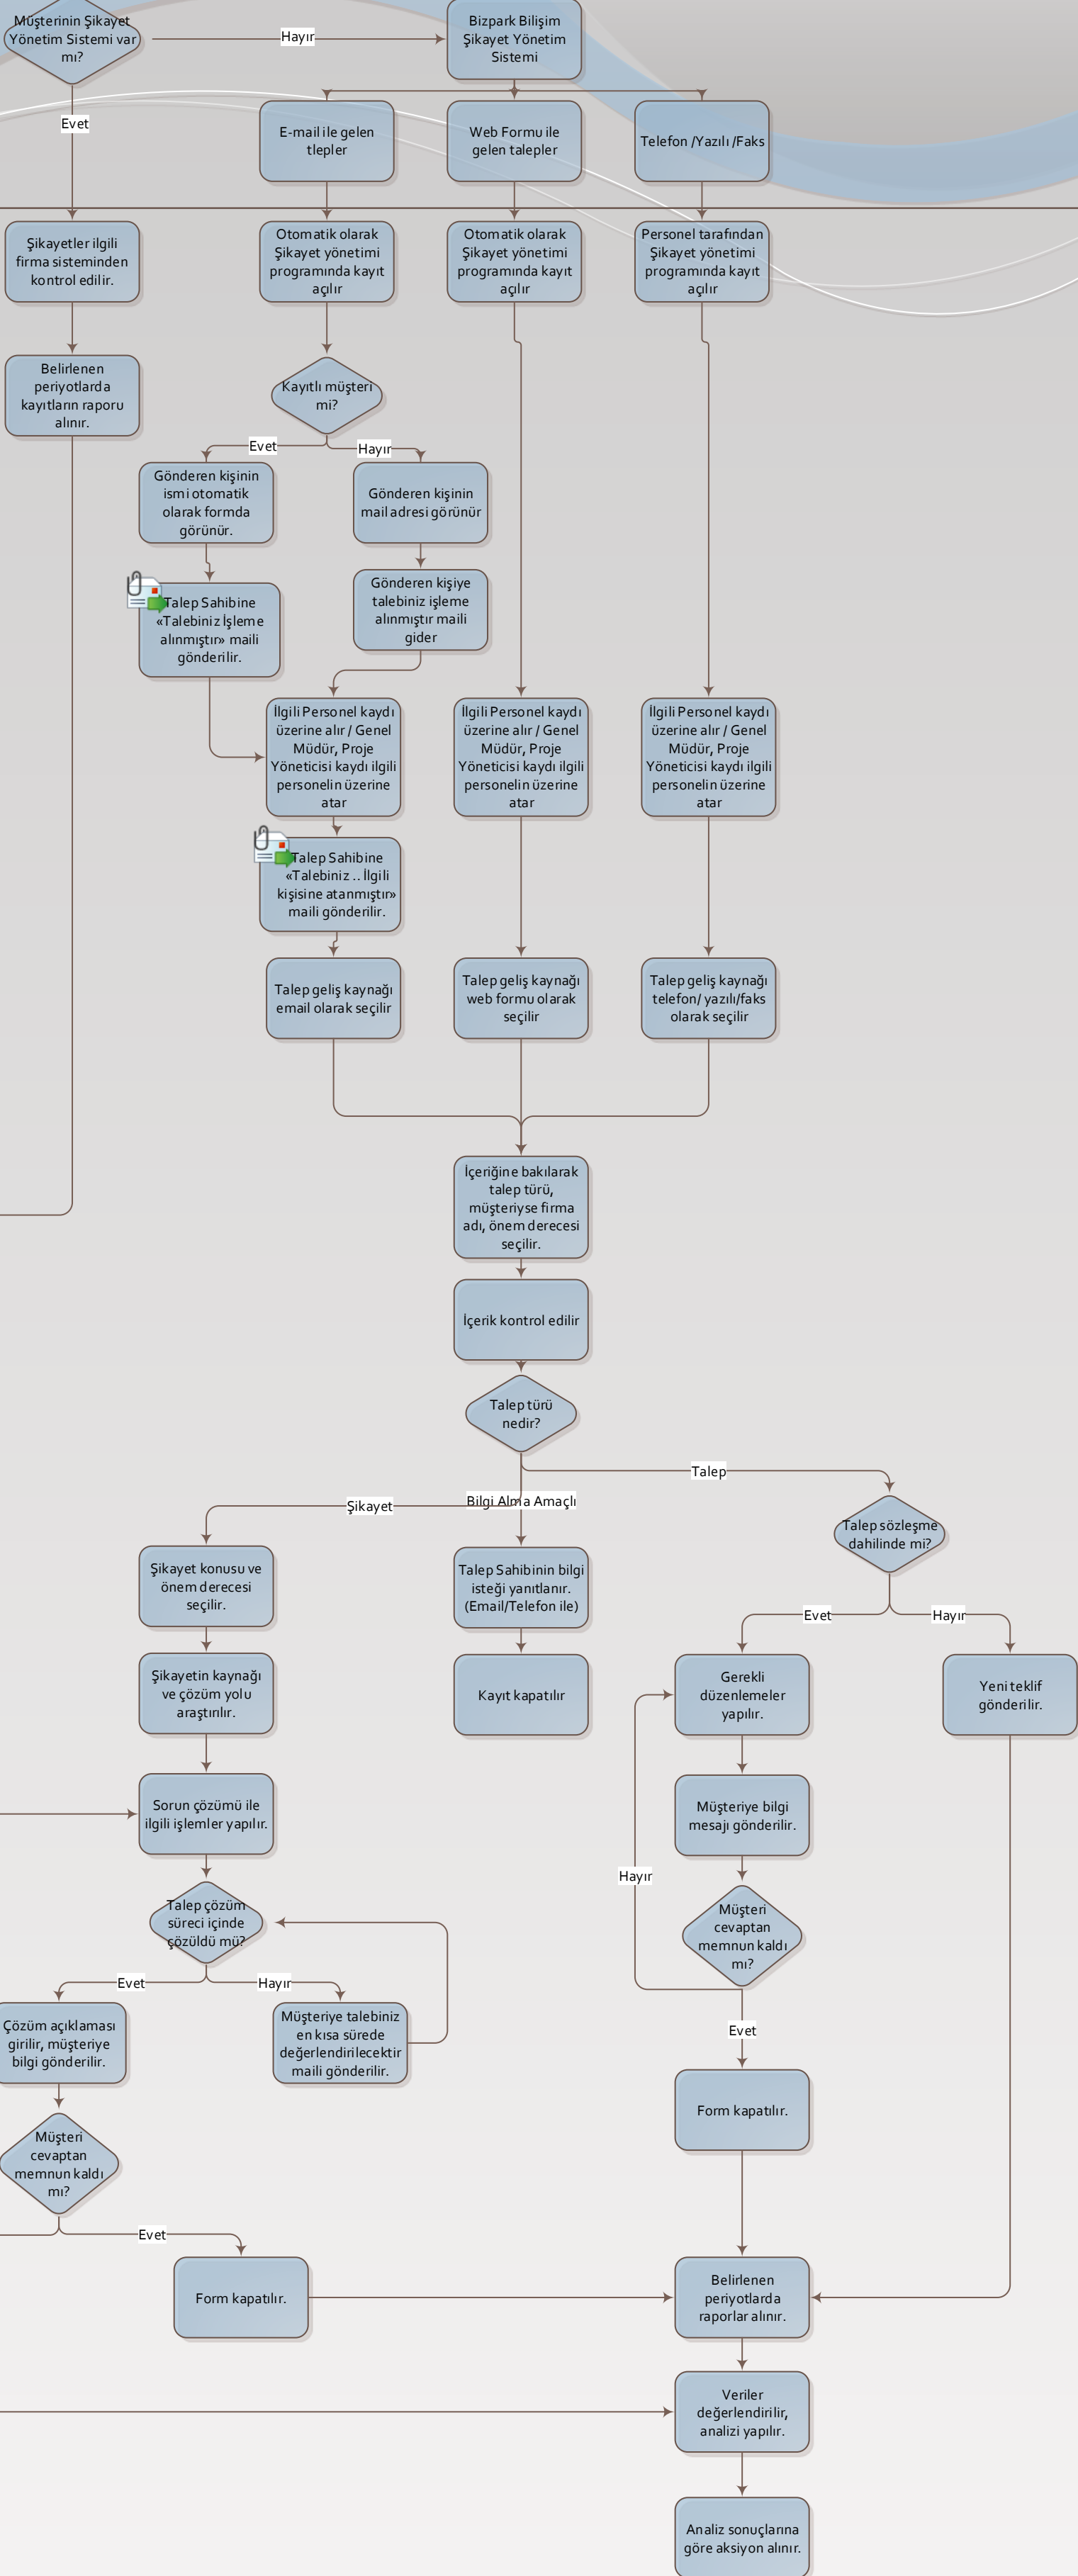 Müşterinin Şikayet
Yönetim Sistemi var
mı?
Hayır
Bizpark Bilişim
Şikayet Yönetim
Sistemi
Evet
E-mail ile gelen
tlepler
Web Formu ile
gelen talepler
Telefon /Yazılı /Faks
Şikayetler ilgili
firma sisteminden
kontrol edilir.
Otomatik olarak
Şikayet yönetimi
programında kayıt
açılır
Otomatik olarak
Şikayet yönetimi
programında kayıt
açılır
Personel tarafından
Şikayet yönetimi
programında kayıt
açılır
Belirlenen
periyotlarda
kayıtların raporu
alınır.
Kayıtlı müşteri
mi?
Evet
Hayır
Gönderen kişinin
ismi otomatik
olarak formda
görünür.
Gönderen kişinin
mail adresi görünür
Talep Sahibine
«Talebiniz İşleme
alınmıştır» maili
gönderilir.
Gönderen kişiye
talebiniz işleme
alınmıştır maili
gider
İlgili Personel kaydı
üzerine alır / Genel
Müdür, Proje
Yöneticisi kaydı ilgili
personelin üzerine
atar
İlgili Personel kaydı
üzerine alır / Genel
Müdür, Proje
Yöneticisi kaydı ilgili
personelin üzerine
atar
İlgili Personel kaydı
üzerine alır / Genel
Müdür, Proje
Yöneticisi kaydı ilgili
personelin üzerine
atar
Talep Sahibine
«Talebiniz .. İlgili
kişisine atanmıştır»
maili gönderilir.
Talep geliş kaynağı
email olarak seçilir
Talep geliş kaynağı
web formu olarak
seçilir
Talep geliş kaynağı
telefon/ yazılı/faks
olarak seçilir
İçeriğine bakılarak
talep türü,
müşteriyse firma
adı, önem derecesi
seçilir.
İçerik kontrol edilir
Talep türü
nedir?
Talep
Şikayet
Bilgi Alma Amaçlı
Talep sözleşme
dahilinde mi?
Şikayet konusu ve
önem derecesi
seçilir.
Talep Sahibinin bilgi
isteği yanıtlanır.
(Email/Telefon ile)
Evet
Hayır
Şikayetin kaynağı
ve çözüm yolu
araştırılır.
Kayıt kapatılır
Gerekli
düzenlemeler
yapılır.
Yeni teklif
gönderilir.
Sorun çözümü ile
ilgili işlemler yapılır.
Müşteriye bilgi
mesajı gönderilir.
Hayır
Talep çözüm
süreci içinde
çözüldü mü?
Müşteri
cevaptan
memnun kaldı
mı?
Evet
Hayır
Çözüm açıklaması
girilir, müşteriye
bilgi gönderilir.
Müşteriye talebiniz
en kısa sürede
değerlendirilecektir
maili gönderilir.
Evet
Form kapatılır.
Müşteri
cevaptan
memnun kaldı
mı?
Evet
Form kapatılır.
Belirlenen
periyotlarda
raporlar alınır.
Veriler
değerlendirilir,
analizi yapılır.
Analiz sonuçlarına
göre aksiyon alınır.